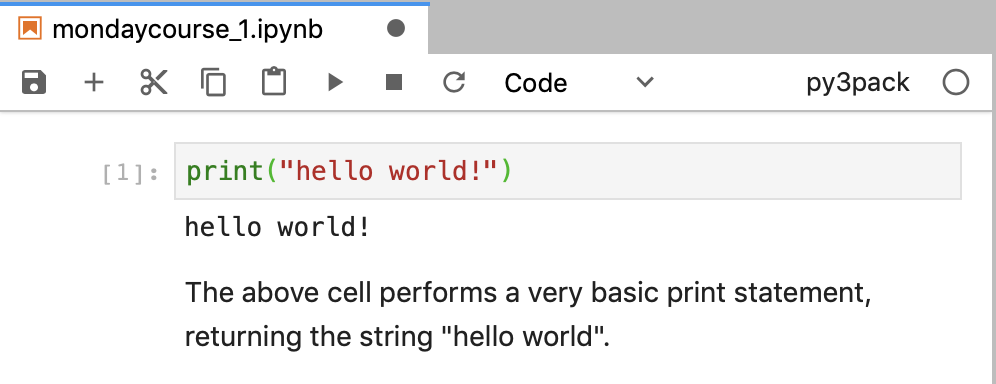 mondaycourse_1.ipynb
Code py3pack
[1]: print("hello world!")
hello world!
The above cell performs a very basic print statement,
returning the string "hello world".